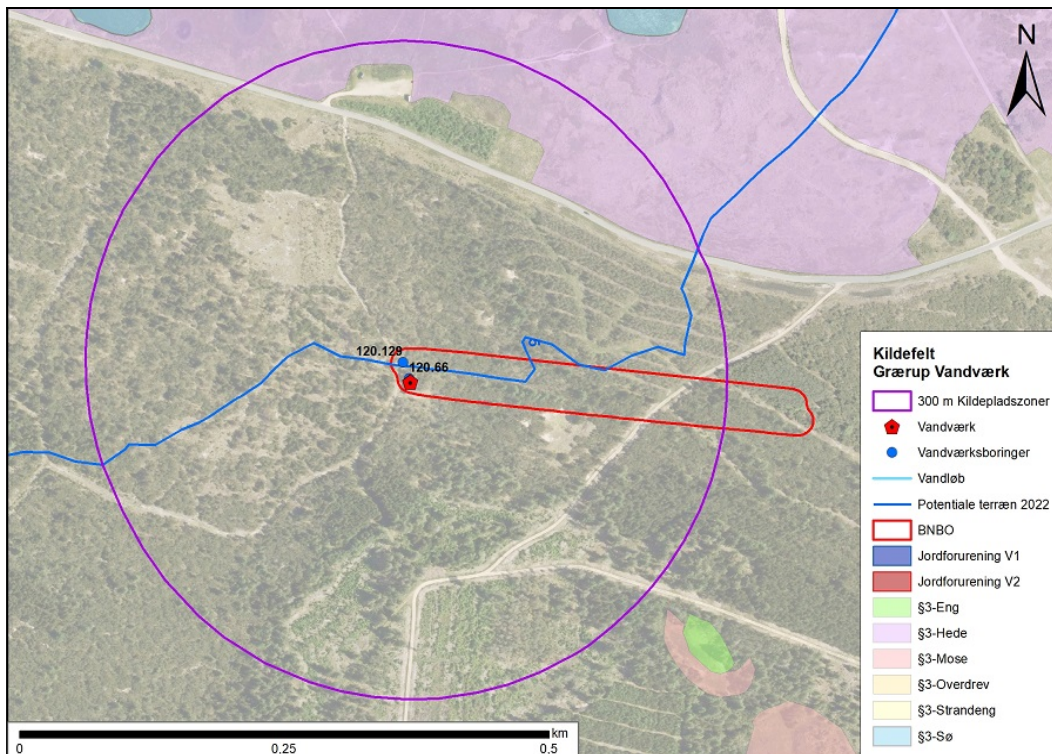 N
120.129
120.66
5
Kildefelt
Grærup Vandværk
300 m Kildepladszoner
Vandværk
Vandværksboringer
Vandløb
Potentiale terræn 2022
BNBO
Jordforurening V1
Jordforurening V2
§3-Eng
§3-Hede
§3-Mose
§3-Overdrev
§3-Strandeng
§3-Sø
km
0 0.25 0.5